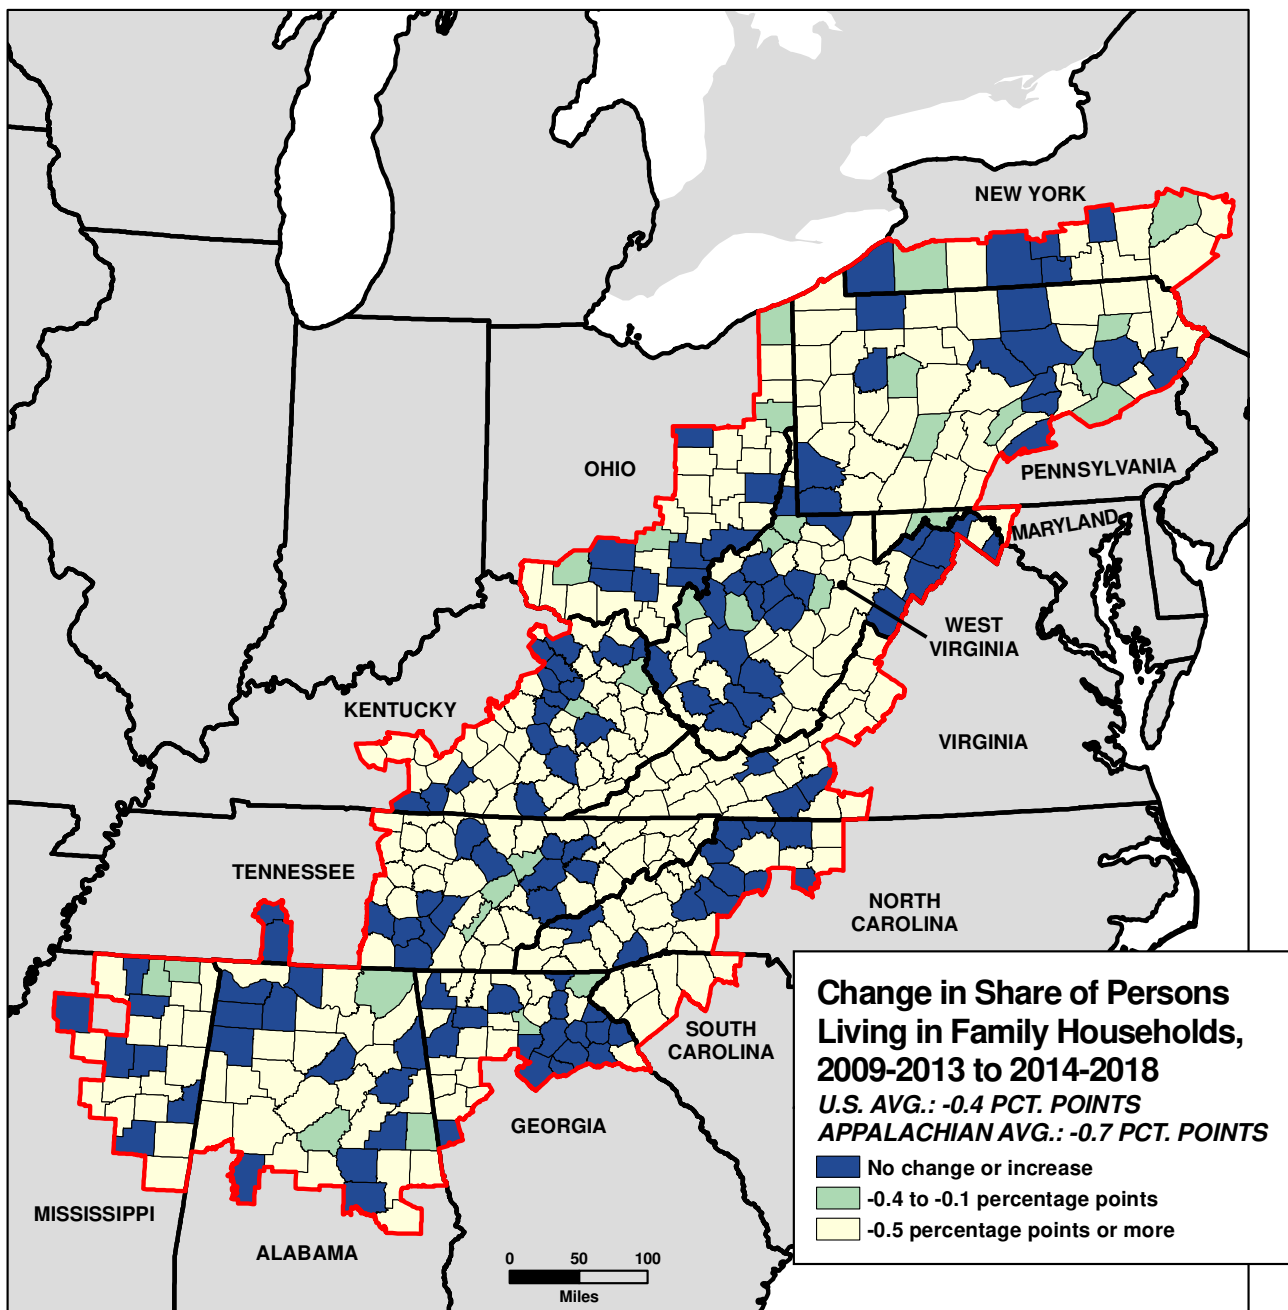 NEW YORK
OHIO
PENNSYLVANIA
MARYLAND
WEST
VIRGINIA
KENTUCKY
VIRGINIA
TENNESSEE
NORTH
CAROLINA
SOUTH
CAROLINA
GEORGIA
MISSISSIPPI
ALABAMA
Change in Share of Persons
Living in Family Households,
2009-2013 to 2014-2018
U.S. AVG.: -0.4 PCT. POINTS
APPALACHIAN AVG.: -0.7 PCT. POINTS
No change or increase
-0.4 to -0.1 percentage points
-0.5 percentage points or more
0 50 100
Miles